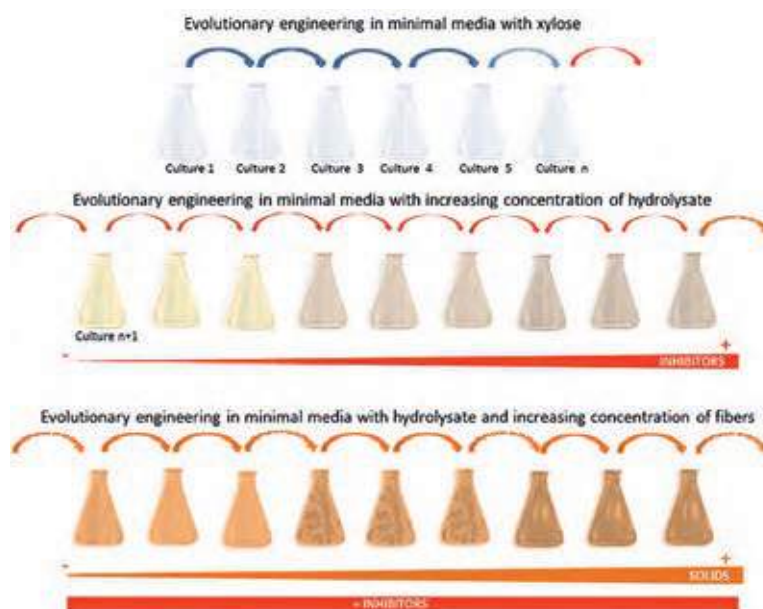 Evolutionary engineering in minimal media with xylose
Culture 1 Culture 2 Culture 3 Culture 4 Culture 5 Culture n
Evolutionary engineering in minimal media with increasing concentration of hydrolysate
Culture n+1
- +
INHIBITORS
Evolutionary engineering in minimal media with hydrolysate and increasing concentration of fibers
- +
SOLIDS
+ INHIBITORS